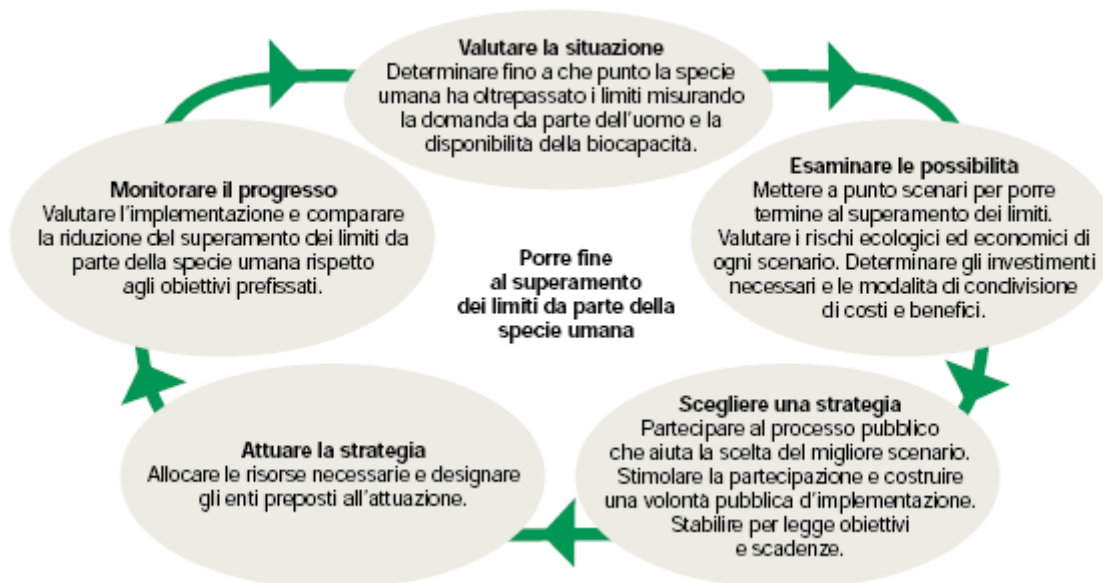 Valutare la situazione
Determinare fino a che punto la specie
umana ha oltrepassato i limiti misurando
la domanda da parte dell'uomo e la
disponibilità della biocapacità.
Esaminare le possibilità
Mettere a punto scenari per porre
termine al superamento dei limiti.
Valutare i rischi ecologici ed economici di
ogni scenario. Determinare gli investimenti
necessari e le modalità di condivisione
di costi e benefici.
Scegliere una strategia
Partecipare al processo pubblico
che aiuta la scelta del migliore scenario.
Stimolare la partecipazione e costruire
una volontà pubblica d'implementazione.
Stabilire per legge obiettivi
e scadenze.
Attuare la strategia
Allocare le risorse necessarie e designare
gli enti preposti all'attuazione.
Monitorare il progresso
Valutare l'implementazione e comparare
la riduzione del superamento dei limiti da
parte della specie umana rispetto
agli obiettivi prefissati.
Porre fine
al superamento
dei limiti da parte della
specie umana